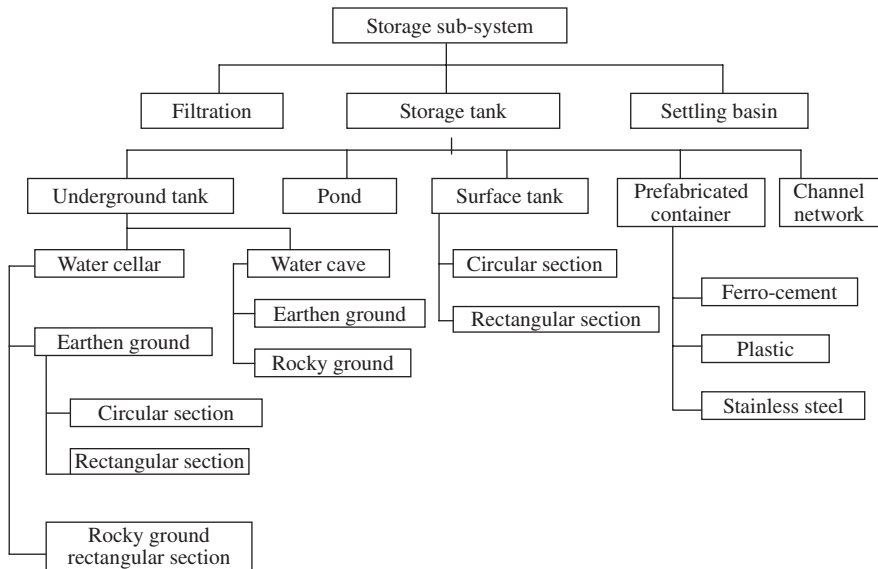 Storage sub-system
Filtration
Storage tank
Settling basin
Underground tank
Pond
Surface tank
Prefabricated
container
Channel
network
Water cellar
Water cave
Circular section
Ferro-cement
Earthen ground
Rectangular section
Earthen ground
Plastic
Rocky ground
Circular section
Stainless steel
Rectangular section
Rocky ground
rectangular section